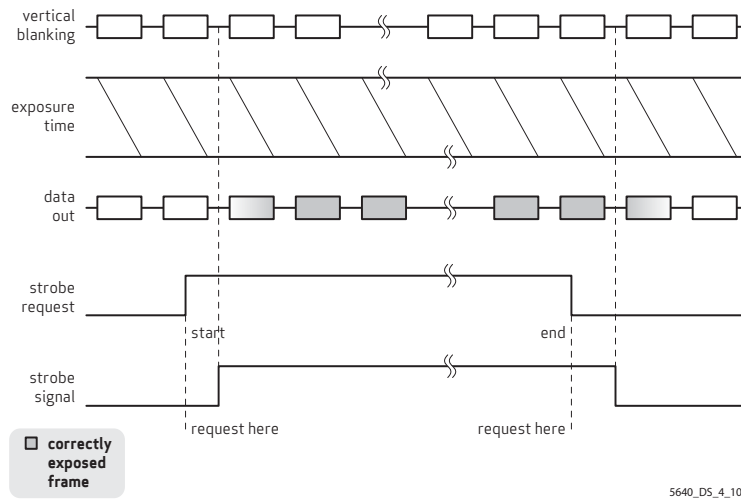 vertical
blanking
exposure
time
data
out
strobe
request
start
end
strobe
signal
request here
request here
correctly
exposed
frame
5640_DS_4_10